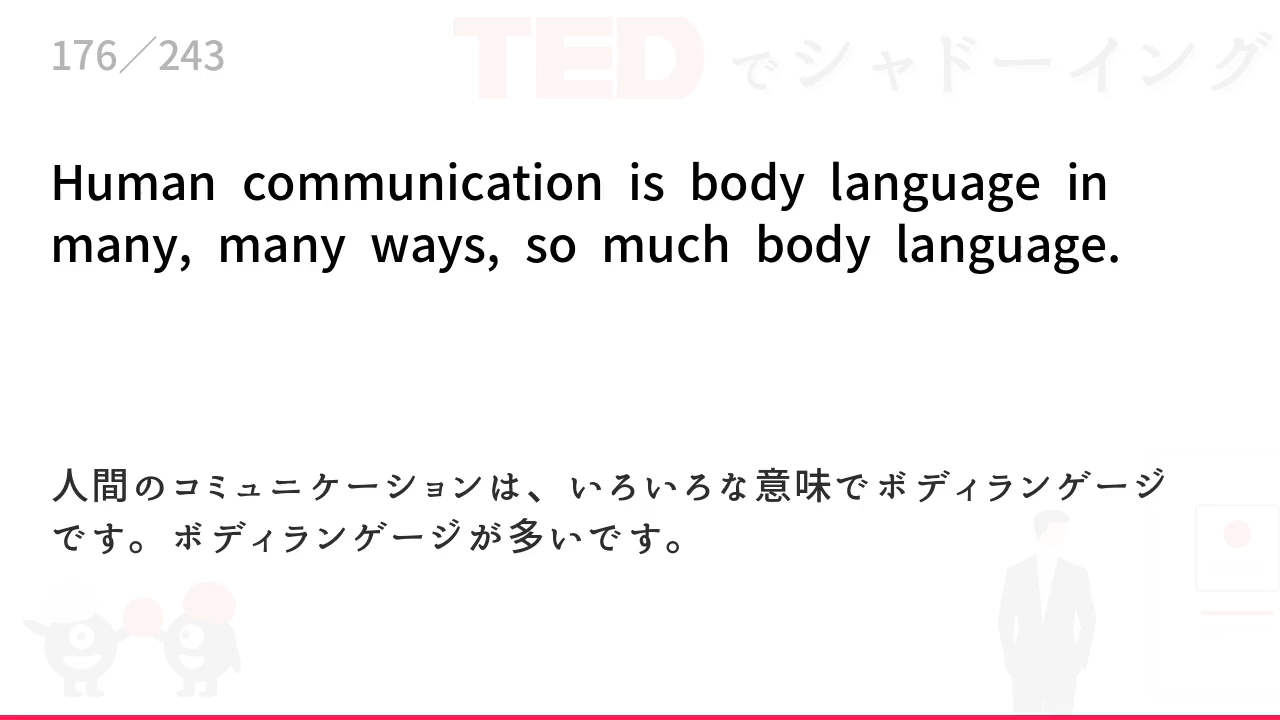 176／243
TED でシャドーイング
Human communication is body language in
many, many ways, so much body language.
人間のコミュニケーションは、いろいろな意味でボディランゲージ
です。ボディランゲージが多いです。